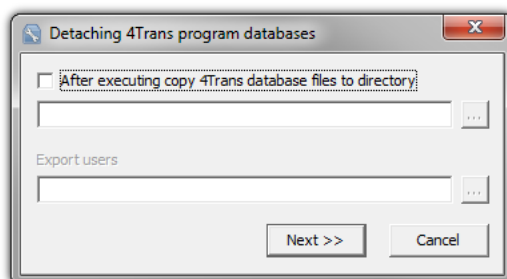 Detaching 4Trans program databases
After executing copy 4Trans database files to directory
...
Export users
...
Next >>
Cancel